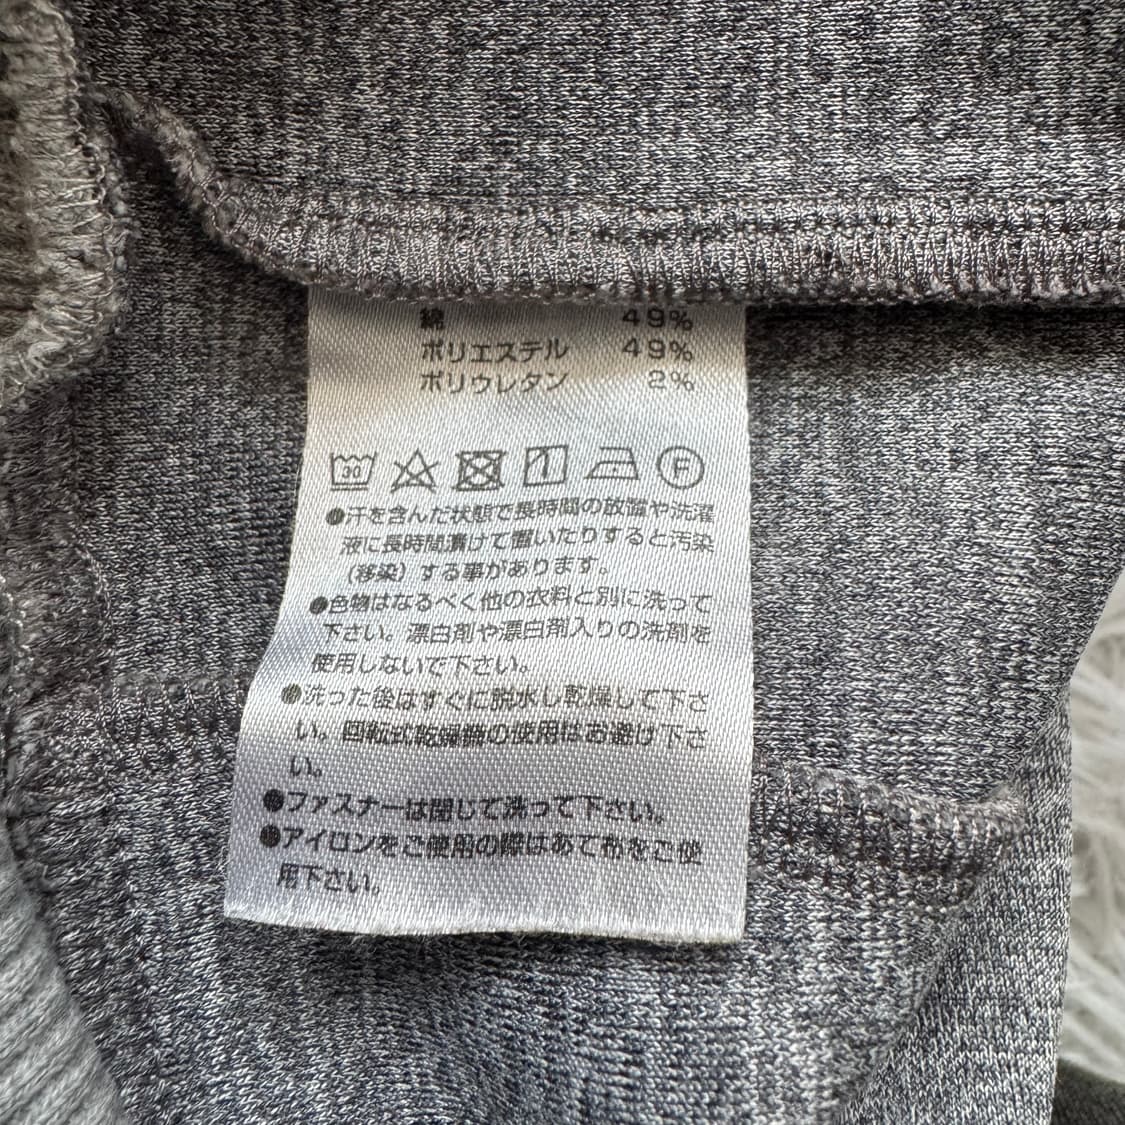 綿 49%
ポリエステル 49%
ポリウレタン 2%
30 F
●汗を含んだ状態で長時間の放置や洗濯
液に長時間漬けて置いたりすると汚染
(移染)する事があります。
●色物はなるべく他の衣料と別に洗って
下さい。漂白剤や漂白剤入りの洗剤を
使用しないで下さい。
●洗った後はすぐに脱水し乾燥して下さ
い。回転式乾燥機の使用はお避け下さ
い。
●ファスナーは閉じて洗って下さい。
●アイロンをご使用の際はあて布をご使
用下さい。